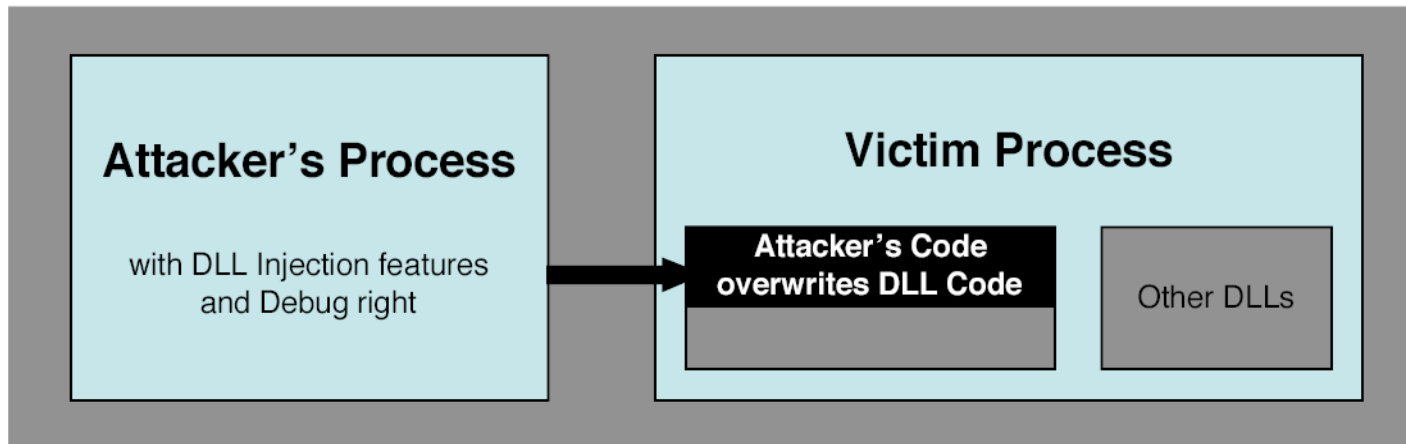 Attacker's Process
with DLL Injection features
and Debug right
Victim Process
Attacker's Code
overwrites DLL Code
Other DLLs